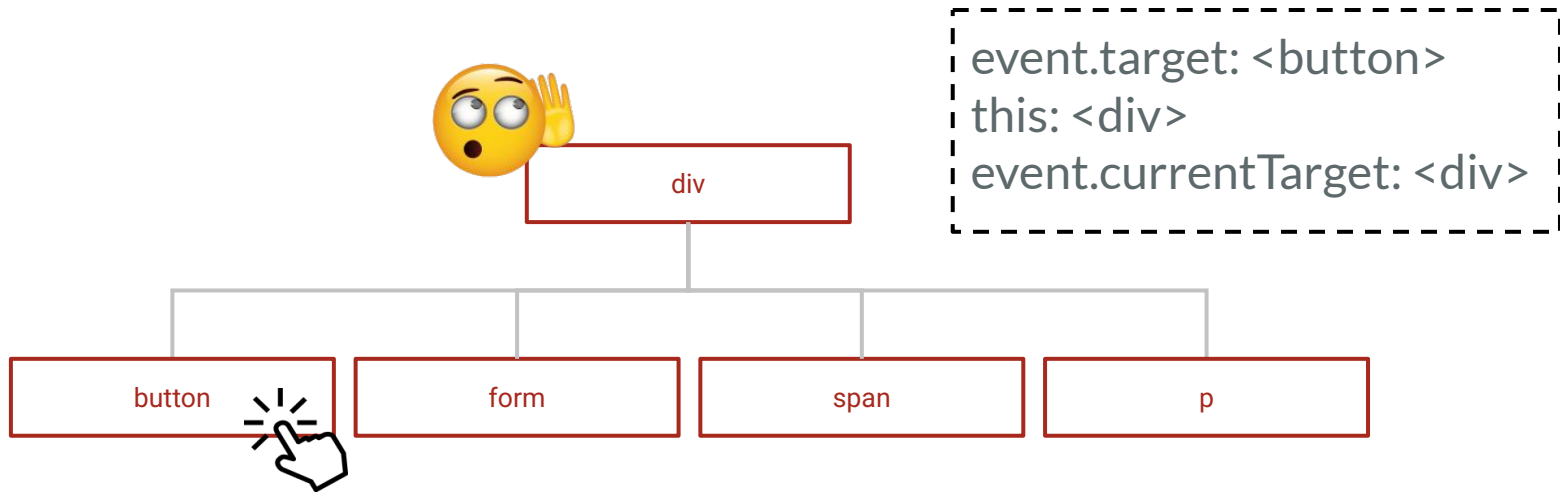 event.target: <button>
this: <div>
event.currentTarget: <div>
div
button
form
span
p